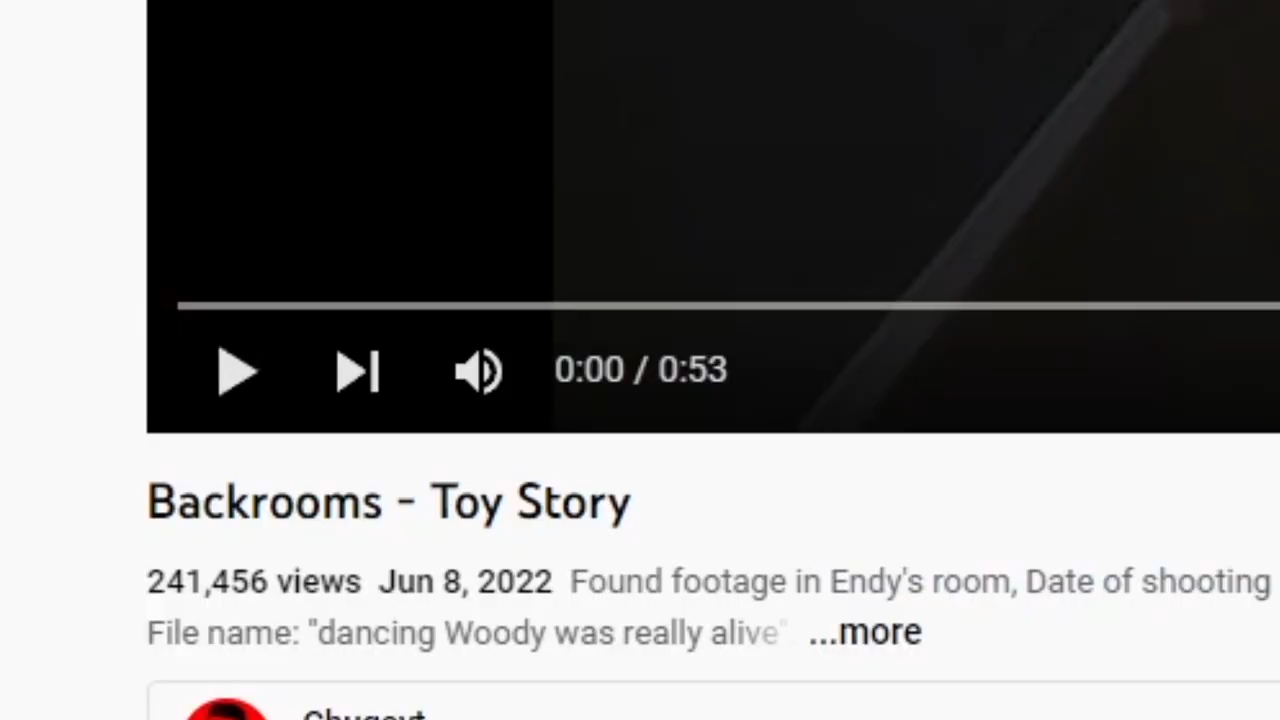 0:00 / 0:53
Backrooms - Toy Story
241,456 views Jun 8, 2022 Found footage in Endy's room, Date of shooting
File name: "dancing Woody was really alive" ...more